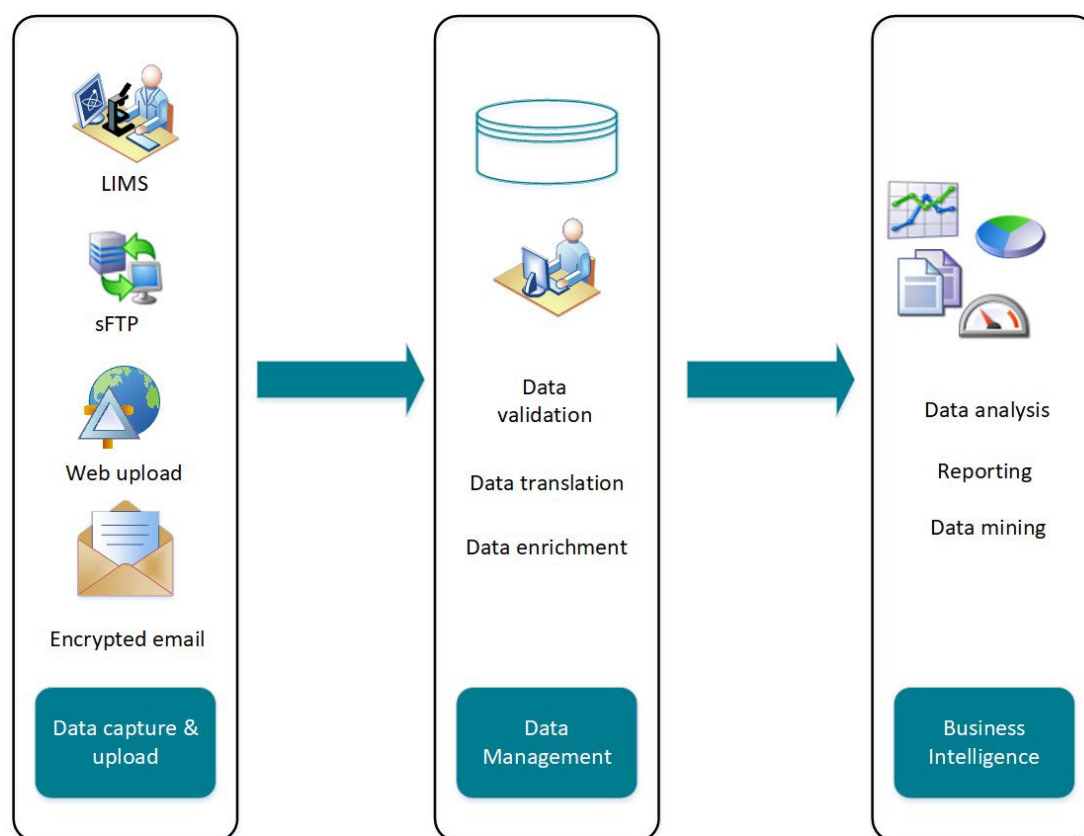 LIMS
sFTP
Web upload
Encrypted email
Data capture &
upload
Data
validation
Data translation
Data enrichment
Data
Management
Data analysis
Reporting
Data mining
Business
Intelligence